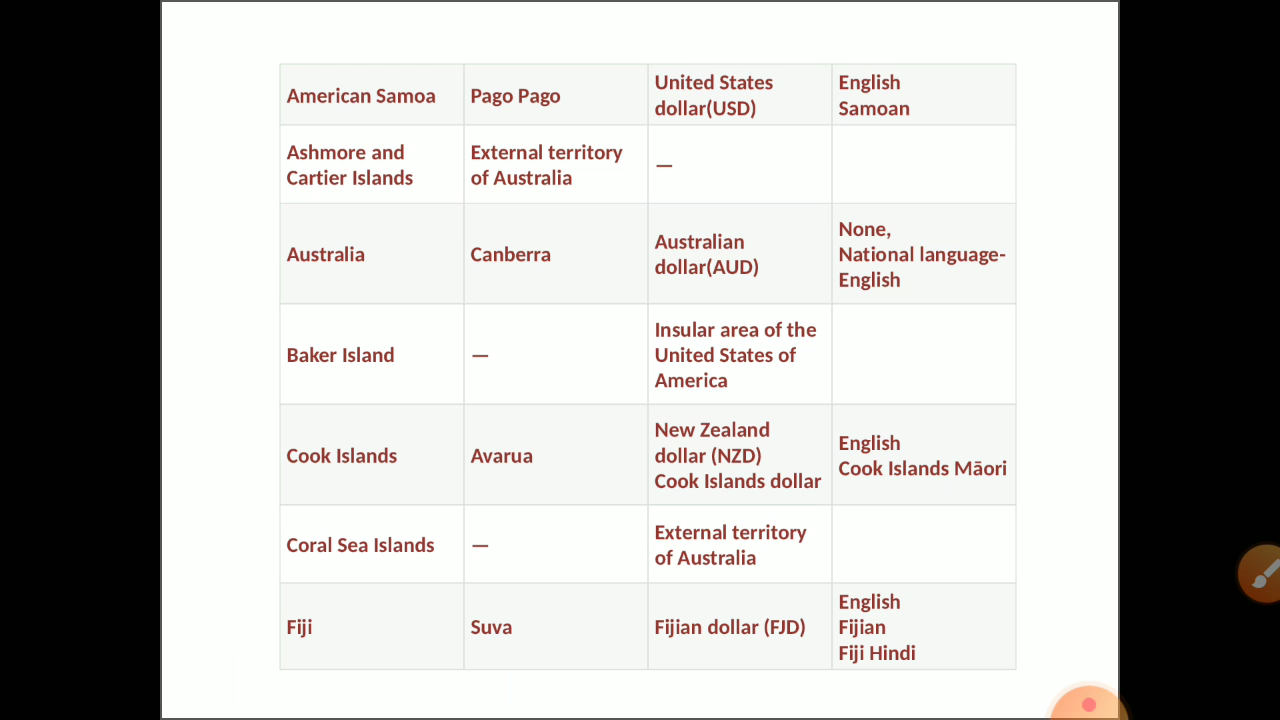 American Samoa
Pago Pago
United States
dollar(USD)
English
Samoan
Ashmore and
Cartier Islands
External territory
of Australia
—
Australia
Canberra
Australian
dollar(AUD)
None,
National language-
English
Baker Island
—
Insular area of the
United States of
America
Cook Islands
Avarua
New Zealand
dollar (NZD)
Cook Islands dollar
English
Cook Islands Māori
Coral Sea Islands
—
External territory
of Australia
Fiji
Suva
Fijian dollar (FJD)
English
Fijian
Fiji Hindi